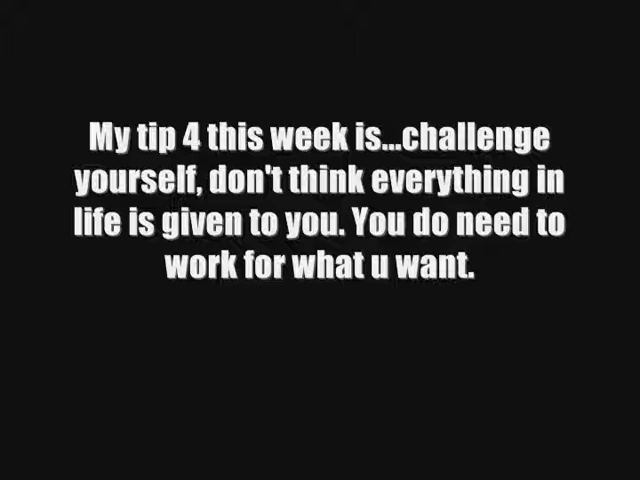 My tip 4 this week is...challenge
yourself, don't think everything in
life is given to you. You do need to
work for what u want.